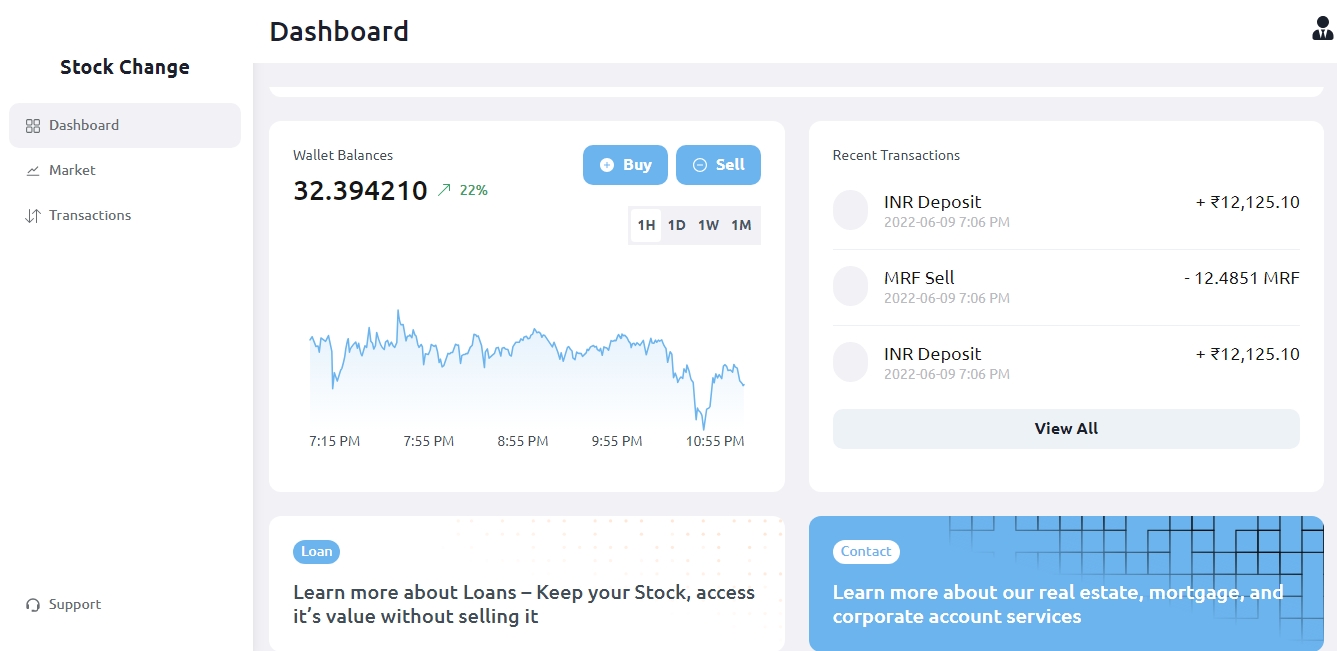 Dashboard
Stock Change
Dashboard
Market
Transactions
Support
Wallet Balances
32.394210 22%
Buy
Sell
1H 1D 1W 1M
7:15 PM 7:55 PM 8:55 PM 9:55 PM 10:55 PM
Recent Transactions
INR Deposit + ₹12,125.10
2022-06-09 7:06 PM
MRF Sell - 12.4851 MRF
2022-06-09 7:06 PM
INR Deposit + ₹12,125.10
2022-06-09 7:06 PM
View All
Loan
Learn more about Loans – Keep your Stock, access
it’s value without selling it
Contact
Learn more about our real estate, mortgage, and
corporate account services